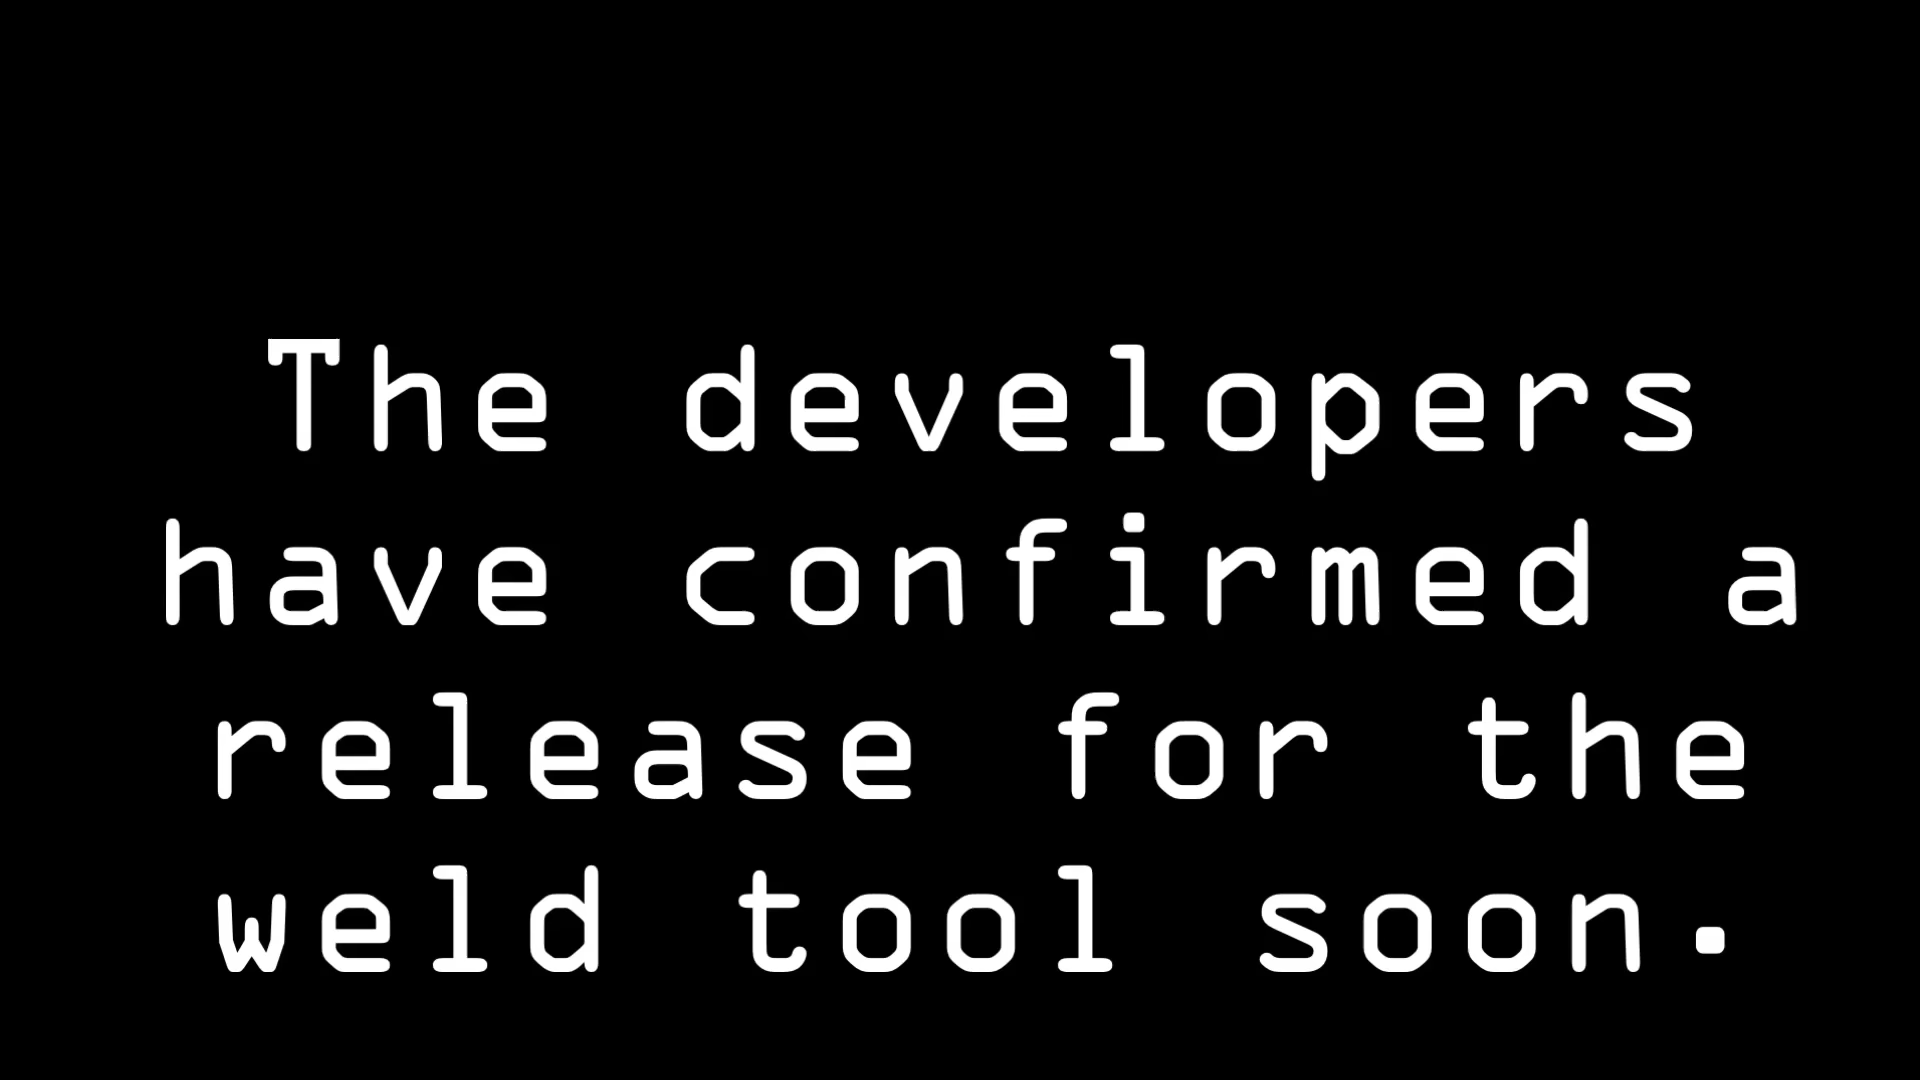 The developers
have confirmed a
release for the
weld tool soon.